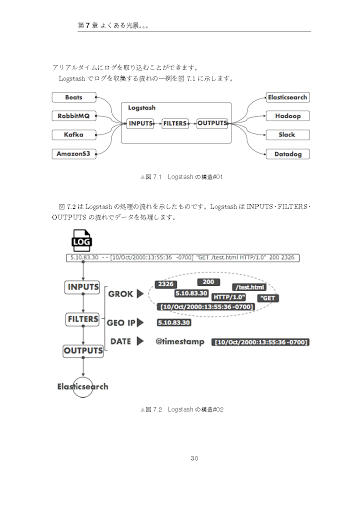 第 7 章 よくある光景。。。
アリアルタイムにログを取り込むことができます。
Logstash でログを収集する流れの一例を図 7.1 に示します。
Beats
RabbitMQ
Kafka
AmazonS3
Logstash
INPUTS
FILTERS
OUTPUTS
Elasticsearch
Hadoop
Slack
Datadog
▲図 7.1　Logstash の構造#01
図 7.2 は Logstash の処理の流れを示したものです。Logstash は INPUTS・FILTERS・
OUTPUTS の流れでデータを処理します。
LOG
5.10.83.30 - - [10/Oct/2000:13:55:36 -0700] "GET /test.html HTTP/1.0" 200 2326
INPUTS
FILTERS
OUTPUTS
Elasticsearch
GROK
2326
200
/test.html
5.10.83.30
HTTP/1.0"
"GET
[10/Oct/2000:13:55:36 -0700]
GEO IP
5.10.83.30
DATE
@timestamp
[10/Oct/2000:13:55:36 -0700]
▲図 7.2　Logstash の構造#02
30